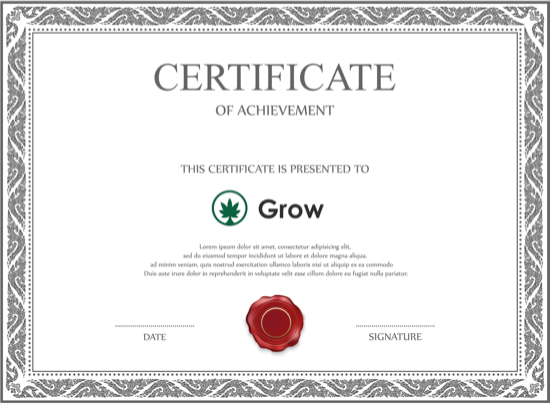 CERTIFICATE
OF ACHIEVEMENT
THIS CERTIFICATE IS PRESENTED TO
Grow
Lorem ipsum dolor sit amet, consectetur adipisicing elit,
sed do eiusmod tempor incididunt ut labore et dolore magna aliqua.
ad minim veniam, quis nostrud exercitation ullamco laboris nisi ut aliquip ex ea commodo
Duis aute irure dolor in reprehenderit in voluptate velit esse cillum dolore eu fugiat nulla pariatur.
DATE
SIGNATURE